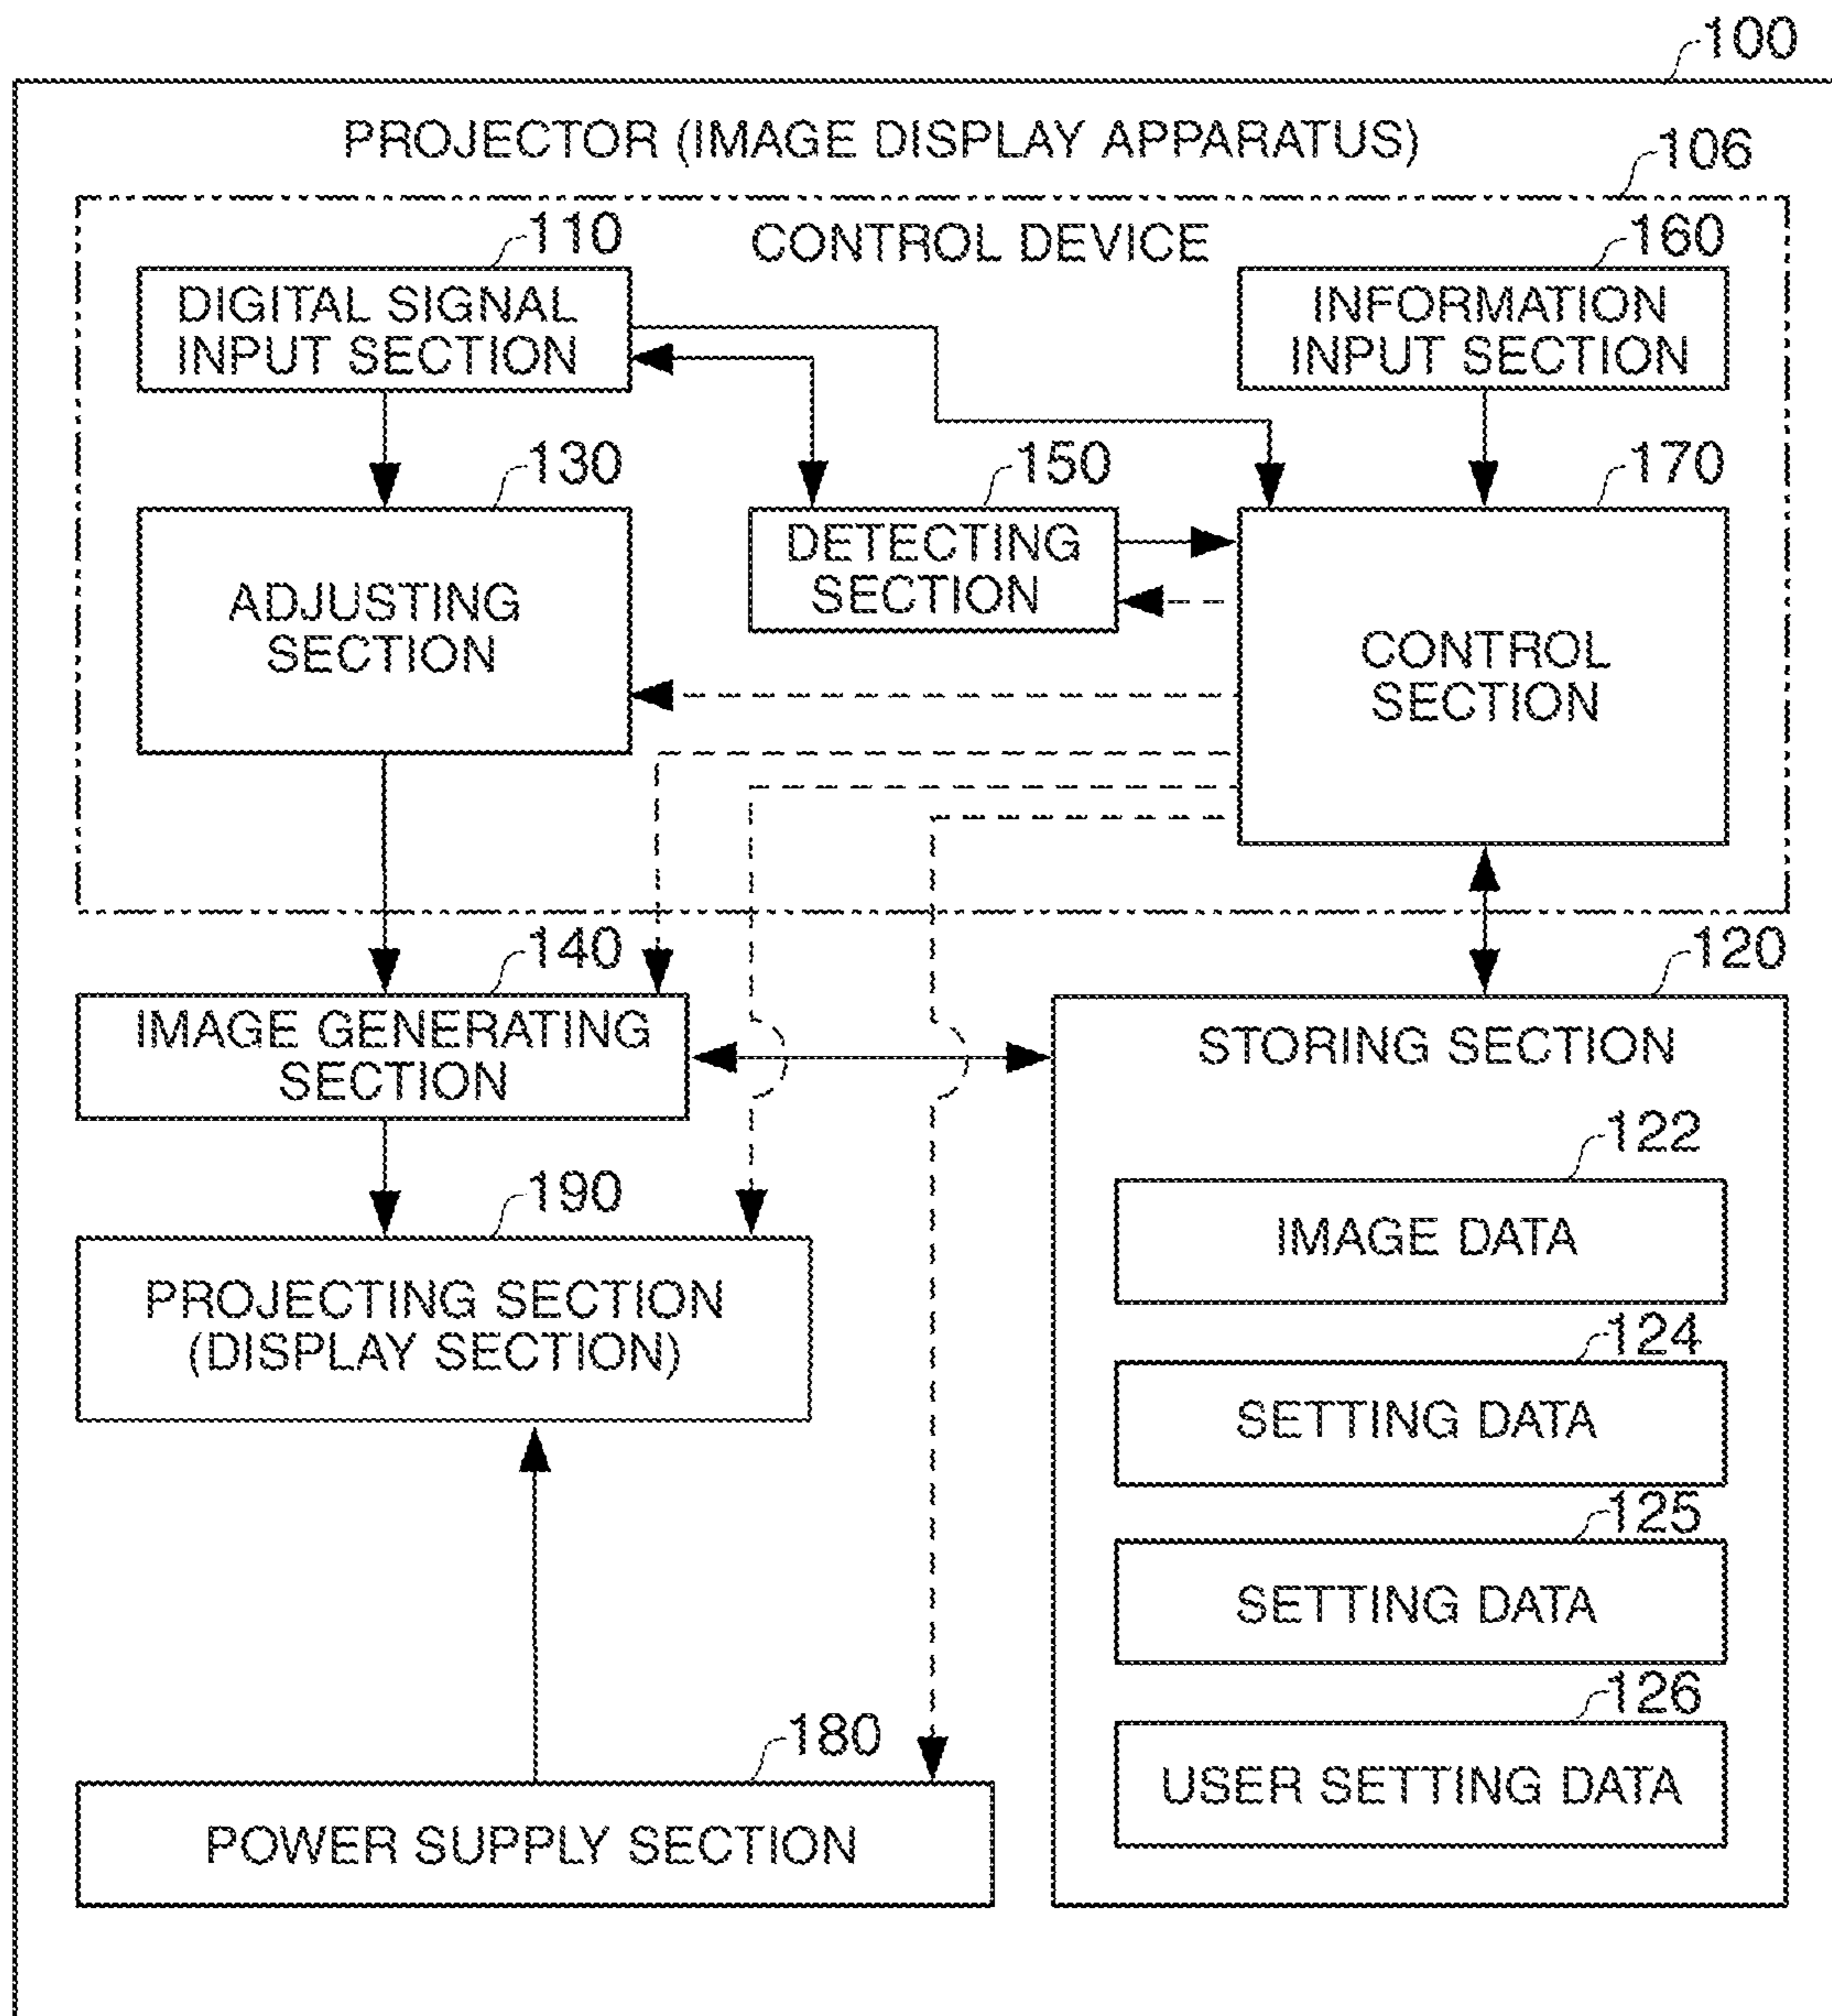 100
PROJECTOR (IMAGE DISPLAY APPARATUS)
106
CONTROL DEVICE
110
DIGITAL SIGNAL
INPUT SECTION
160
INFORMATION
INPUT SECTION
130
ADJUSTING
SECTION
150
DETECTING
SECTION
170
CONTROL
SECTION
140
IMAGE GENERATING
SECTION
120
STORING SECTION
122
IMAGE DATA
190
PROJECTING SECTION
(DISPLAY SECTION)
124
SETTING DATA
125
SETTING DATA
126
USER SETTING DATA
180
POWER SUPPLY SECTION